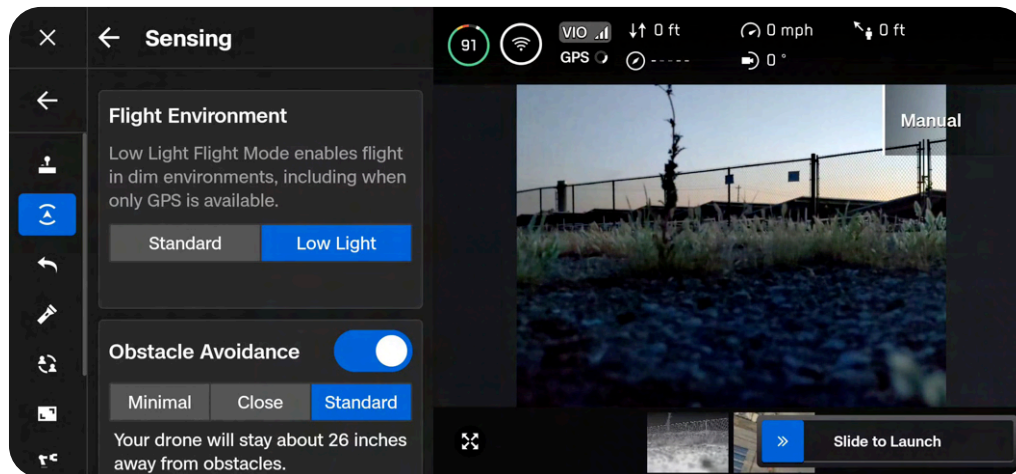 Sensing
Flight Environment
Low Light Flight Mode enables flight
in dim environments, including when
only GPS is available.
Standard
Low Light
Obstacle Avoidance
Minimal
Close
Standard
Your drone will stay about 26 inches
away from obstacles.
91
VIO
0 ft
0 mph
0 ft
GPS
-----
0 °
Manual
Slide to Launch